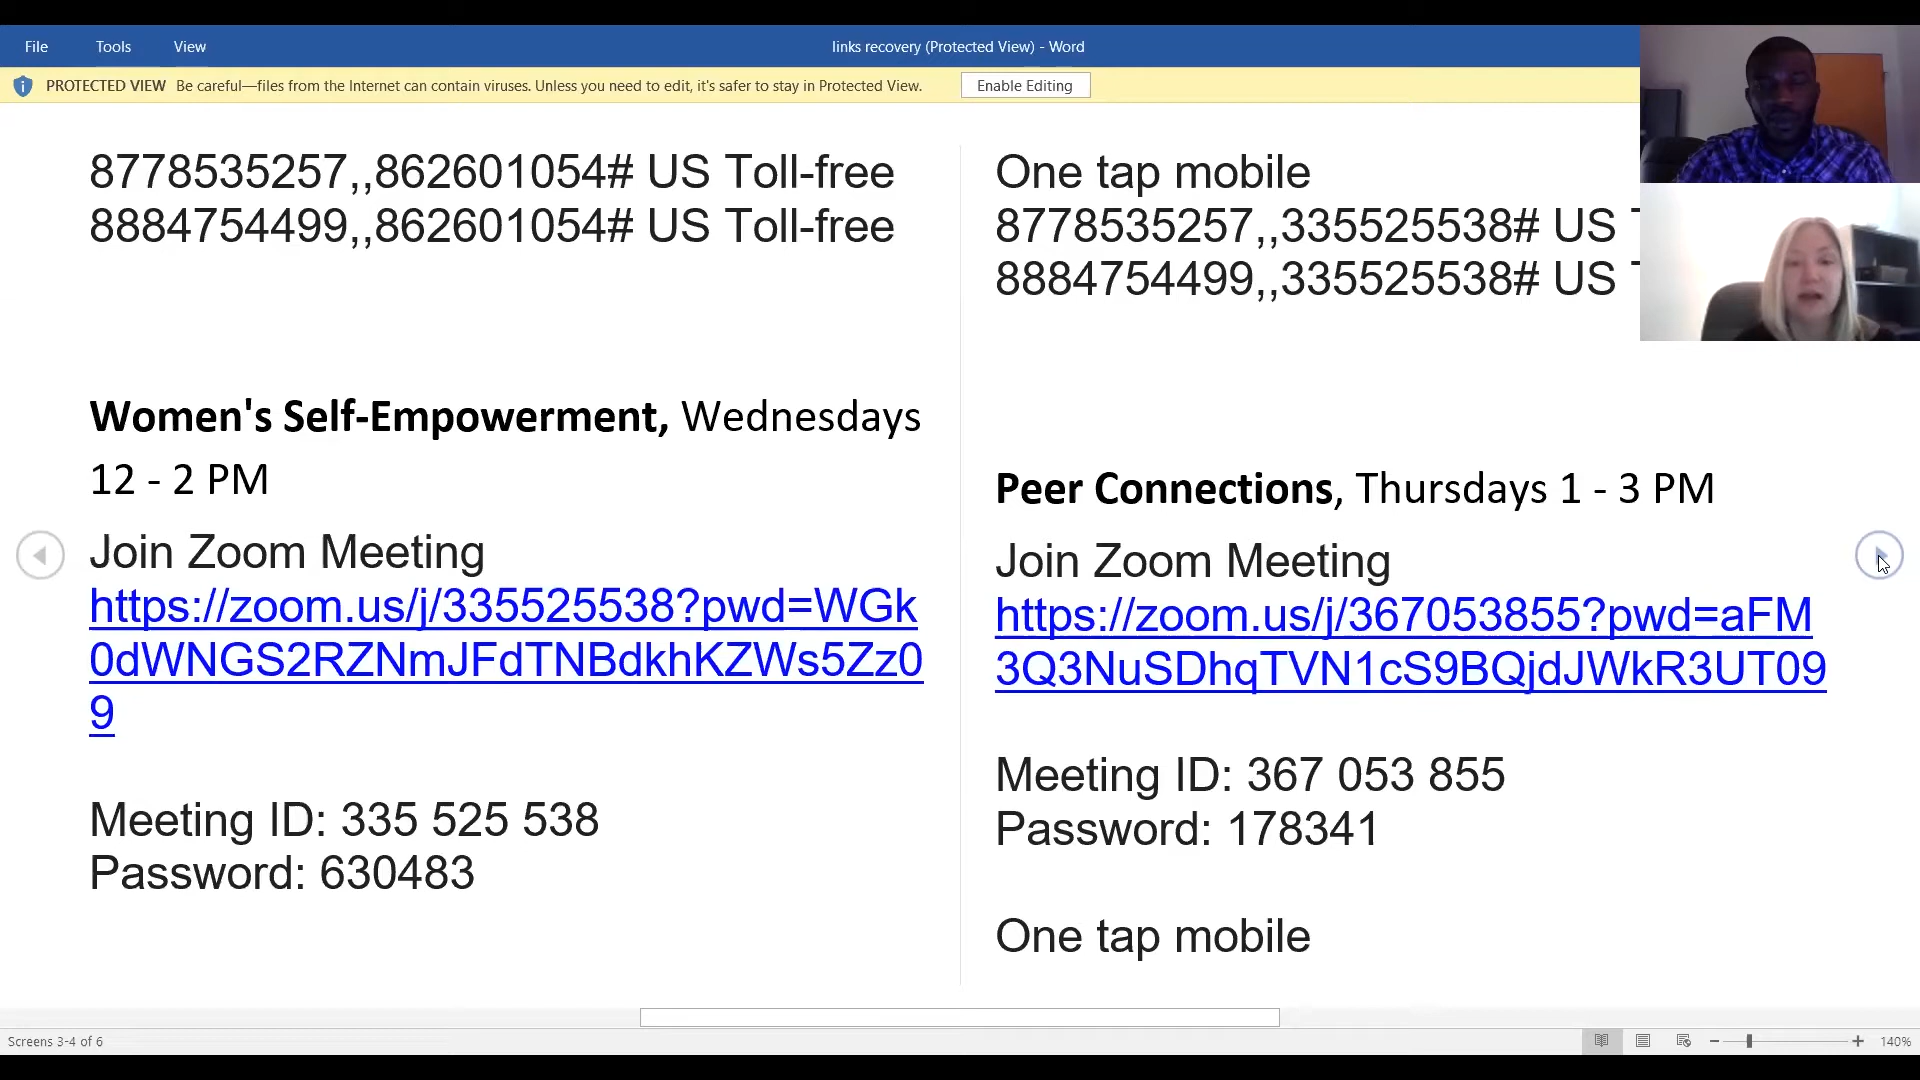 File Tools View links recovery (Protected View) - Word
PROTECTED VIEW Be careful—files from the Internet can contain viruses. Unless you need to edit, it's safer to stay in Protected View. Enable Editing
8778535257,,862601054# US Toll-free
8884754499,,862601054# US Toll-free
Women's Self-Empowerment, Wednesdays
12 - 2 PM
Join Zoom Meeting
https://zoom.us/j/335525538?pwd=WGk
0dWNGS2RZNmJFdTNBdkhKZWs5Zz0
9
Meeting ID: 335 525 538
Password: 630483
One tap mobile
8778535257,,335525538# US
8884754499,,335525538# US
Peer Connections, Thursdays 1 - 3 PM
Join Zoom Meeting
https://zoom.us/j/367053855?pwd=aFM
3Q3NuSDhqTVN1cS9BQjdJWkR3UT09
Meeting ID: 367 053 855
Password: 178341
One tap mobile
Screens 3-4 of 6
140%